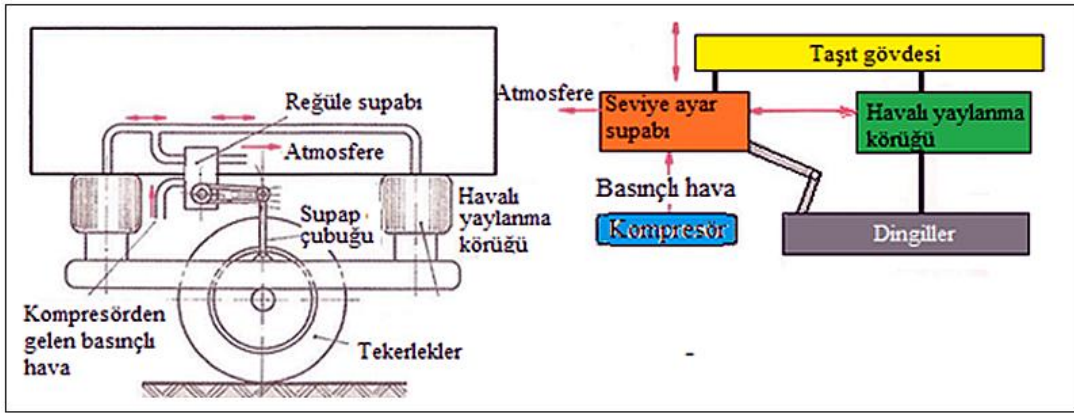 Reğüle supabı
Atmosfere
Supap
çubuğu
Havalı
yaylanma
körüğü
Kompresörden
gelen basınçlı
hava
Tekerlekler
Taşıt gövdesi
Atmosfere
Seviye ayar
supabı
Havalı yaylanma
körüğü
Basınçlı hava
Kompresör
Dingiller